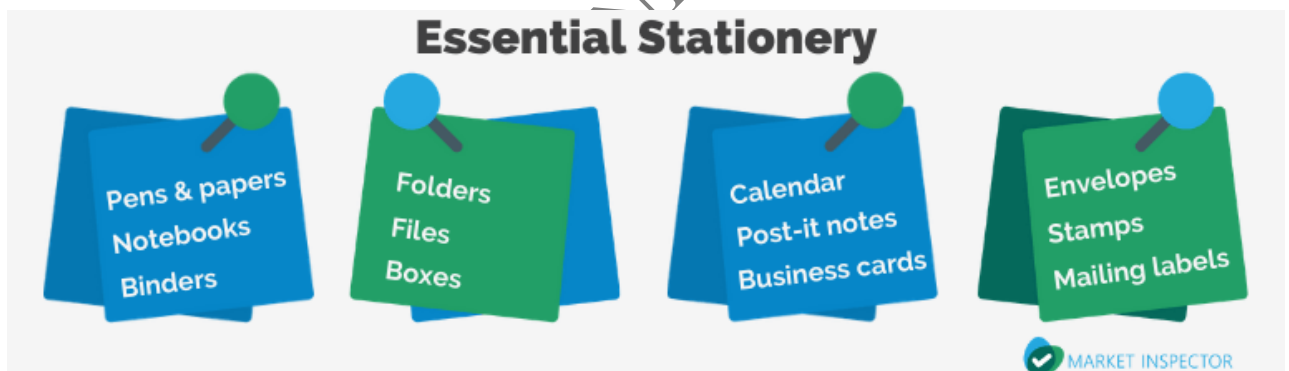 Essential Stationery
Pens & papers
Notebooks
Binders
Folders
Files
Boxes
Calendar
Post-it notes
Business cards
Envelopes
Stamps
Mailing labels
MARKET INSPECTOR